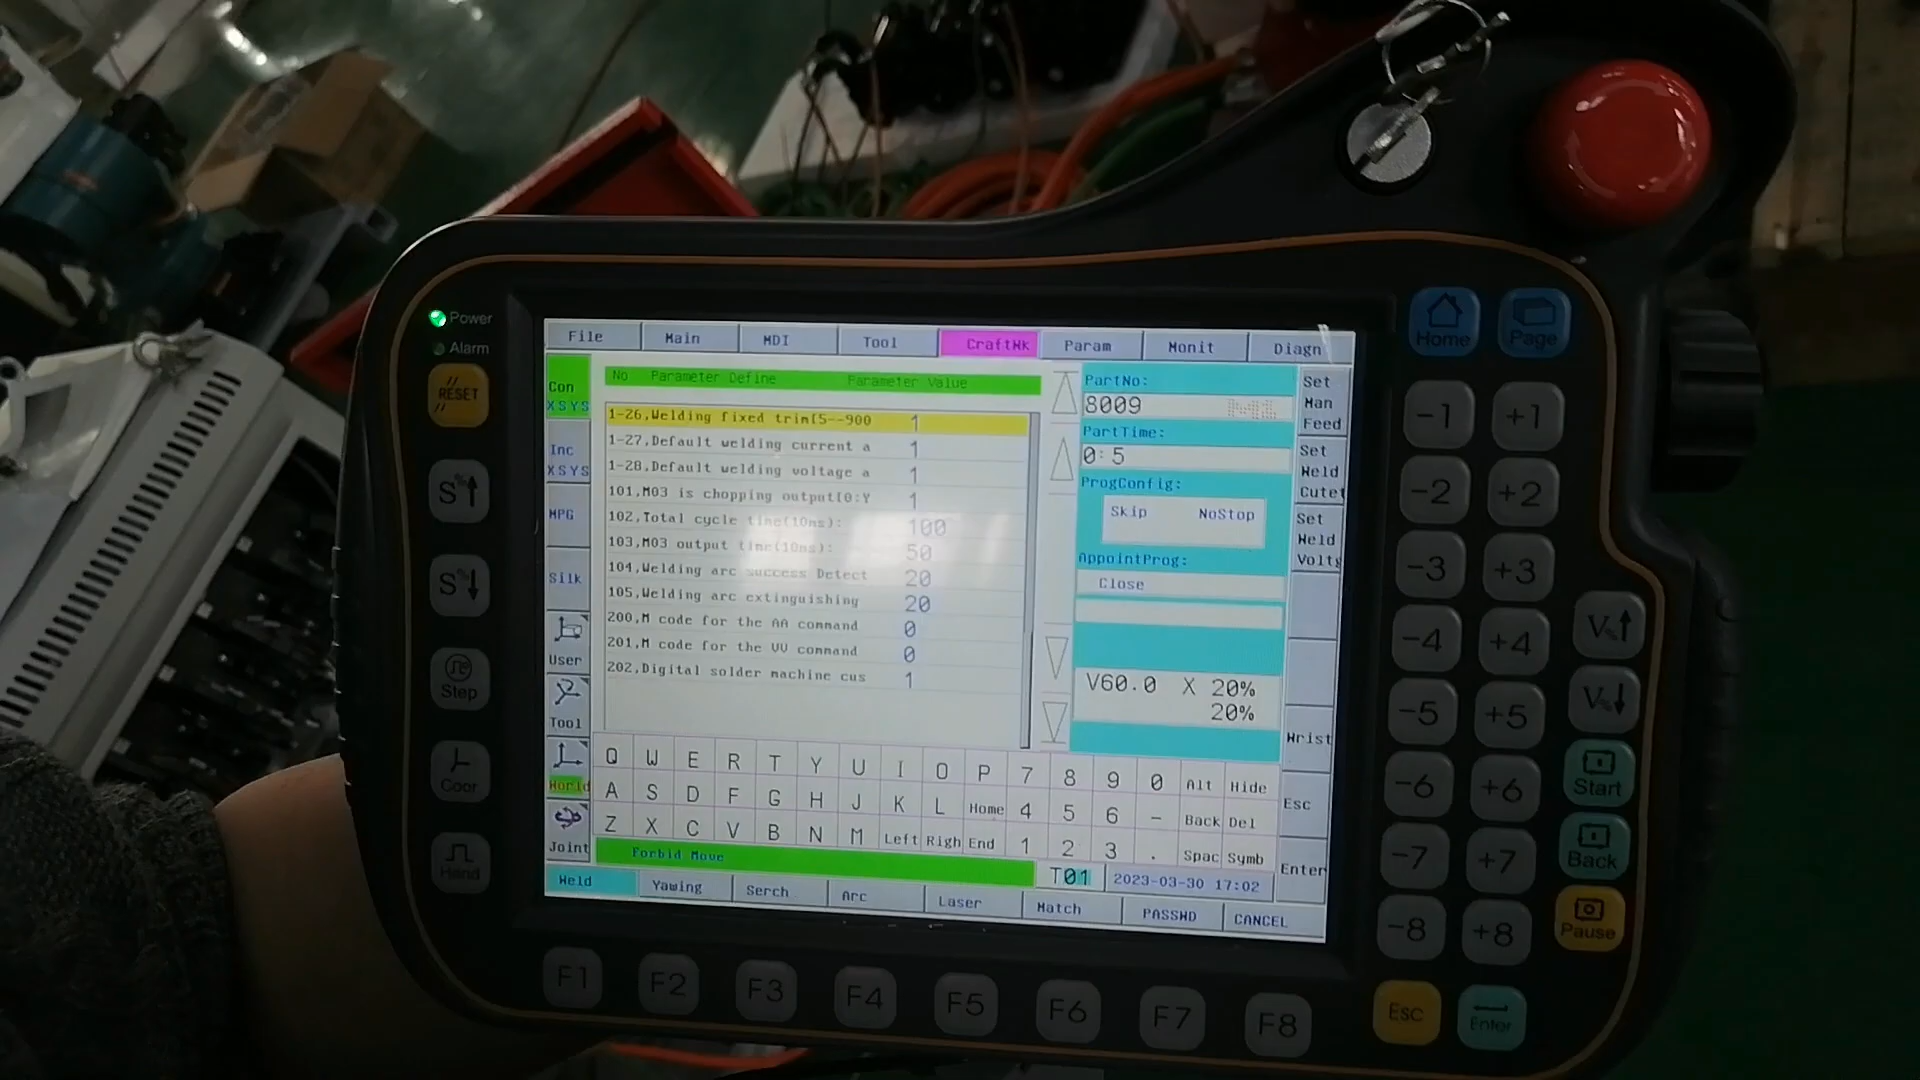 Power
Alarm
RESET
S%↑
S%↓
Step
Coor
Hand
File Main MDI Tool CraftWk Param Monit Diagn
Con
XSYS
Inc
XSYS
MPG
Silk
User
Tool
World
Joint
No Parameter Define Parameter Value
1-26,Welding fixed trim[5--900 1
1-27,Default welding current a 1
1-28,Default welding voltage a 1
101,M03 is chopping output(0:Y 1
102,Total cycle time(10ms): 100
103,M03 output time(10ms): 50
104,Welding arc success Detect 20
105,Welding arc extinguishing 20
200,M code for the AA command 0
201,M code for the VV command 0
202,Digital solder machine cus 1
PartNo:
8009
PartTime:
0:5
ProgConfig:
Skip NoStop
AppointProg:
Close
V60.0 X 20%
20%
Set
Man
Feed
Set
Weld
Cute
Set
Weld
Volt
Wrist
Esc
Enter
Q W E R T Y U I O P 7 8 9 0 Alt Hide
A S D F G H J K L Home 4 5 6 - Back Del
Z X C V B N M Left Righ End 1 2 3 . Spac Symb
Forbid Move
T01 2023-03-30 17:02
Weld Yawing Serch Arc Laser Match PASSWD CANCEL
F1 F2 F3 F4 F5 F6 F7 F8
Home Page
-1 +1
-2 +2
-3 +3
-4 +4
-5 +5
-6 +6
-7 +7
-8 +8
V%↑
V%↓
Start
Back
Pause
Esc Enter